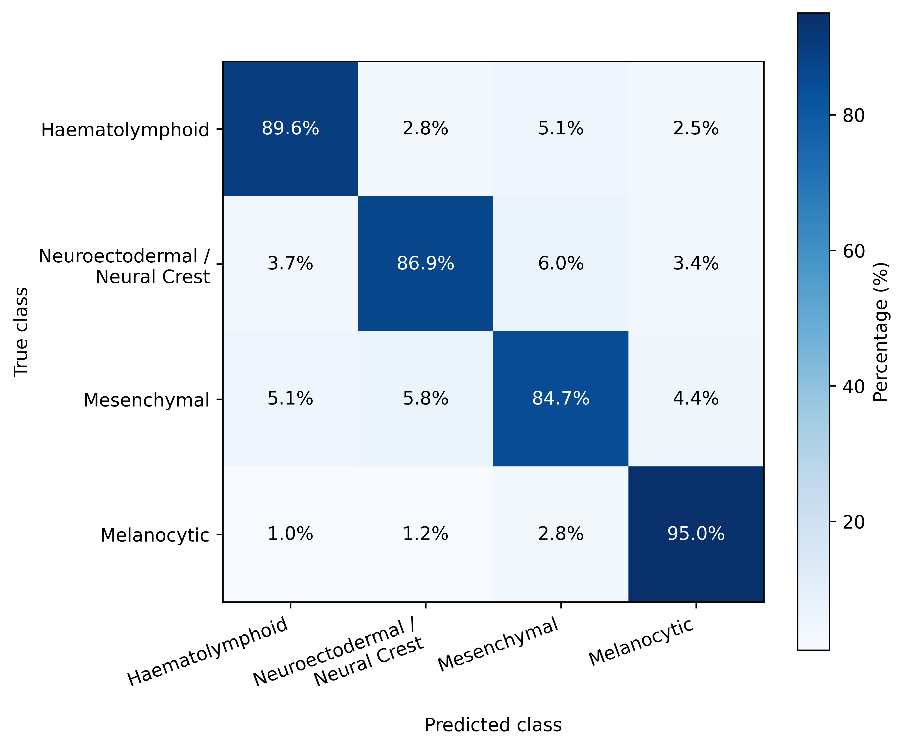 Haematolymphoid
89.6% 2.8% 5.1% 2.5%
Neuroectodermal /
Neural Crest
3.7% 86.9% 6.0% 3.4%
Mesenchymal
5.1% 5.8% 84.7% 4.4%
Melanocytic
1.0% 1.2% 2.8% 95.0%
True class
Haematolymphoid
Neuroectodermal /
Neural Crest
Mesenchymal
Melanocytic
Predicted class
80
60
40
20
Percentage (%)